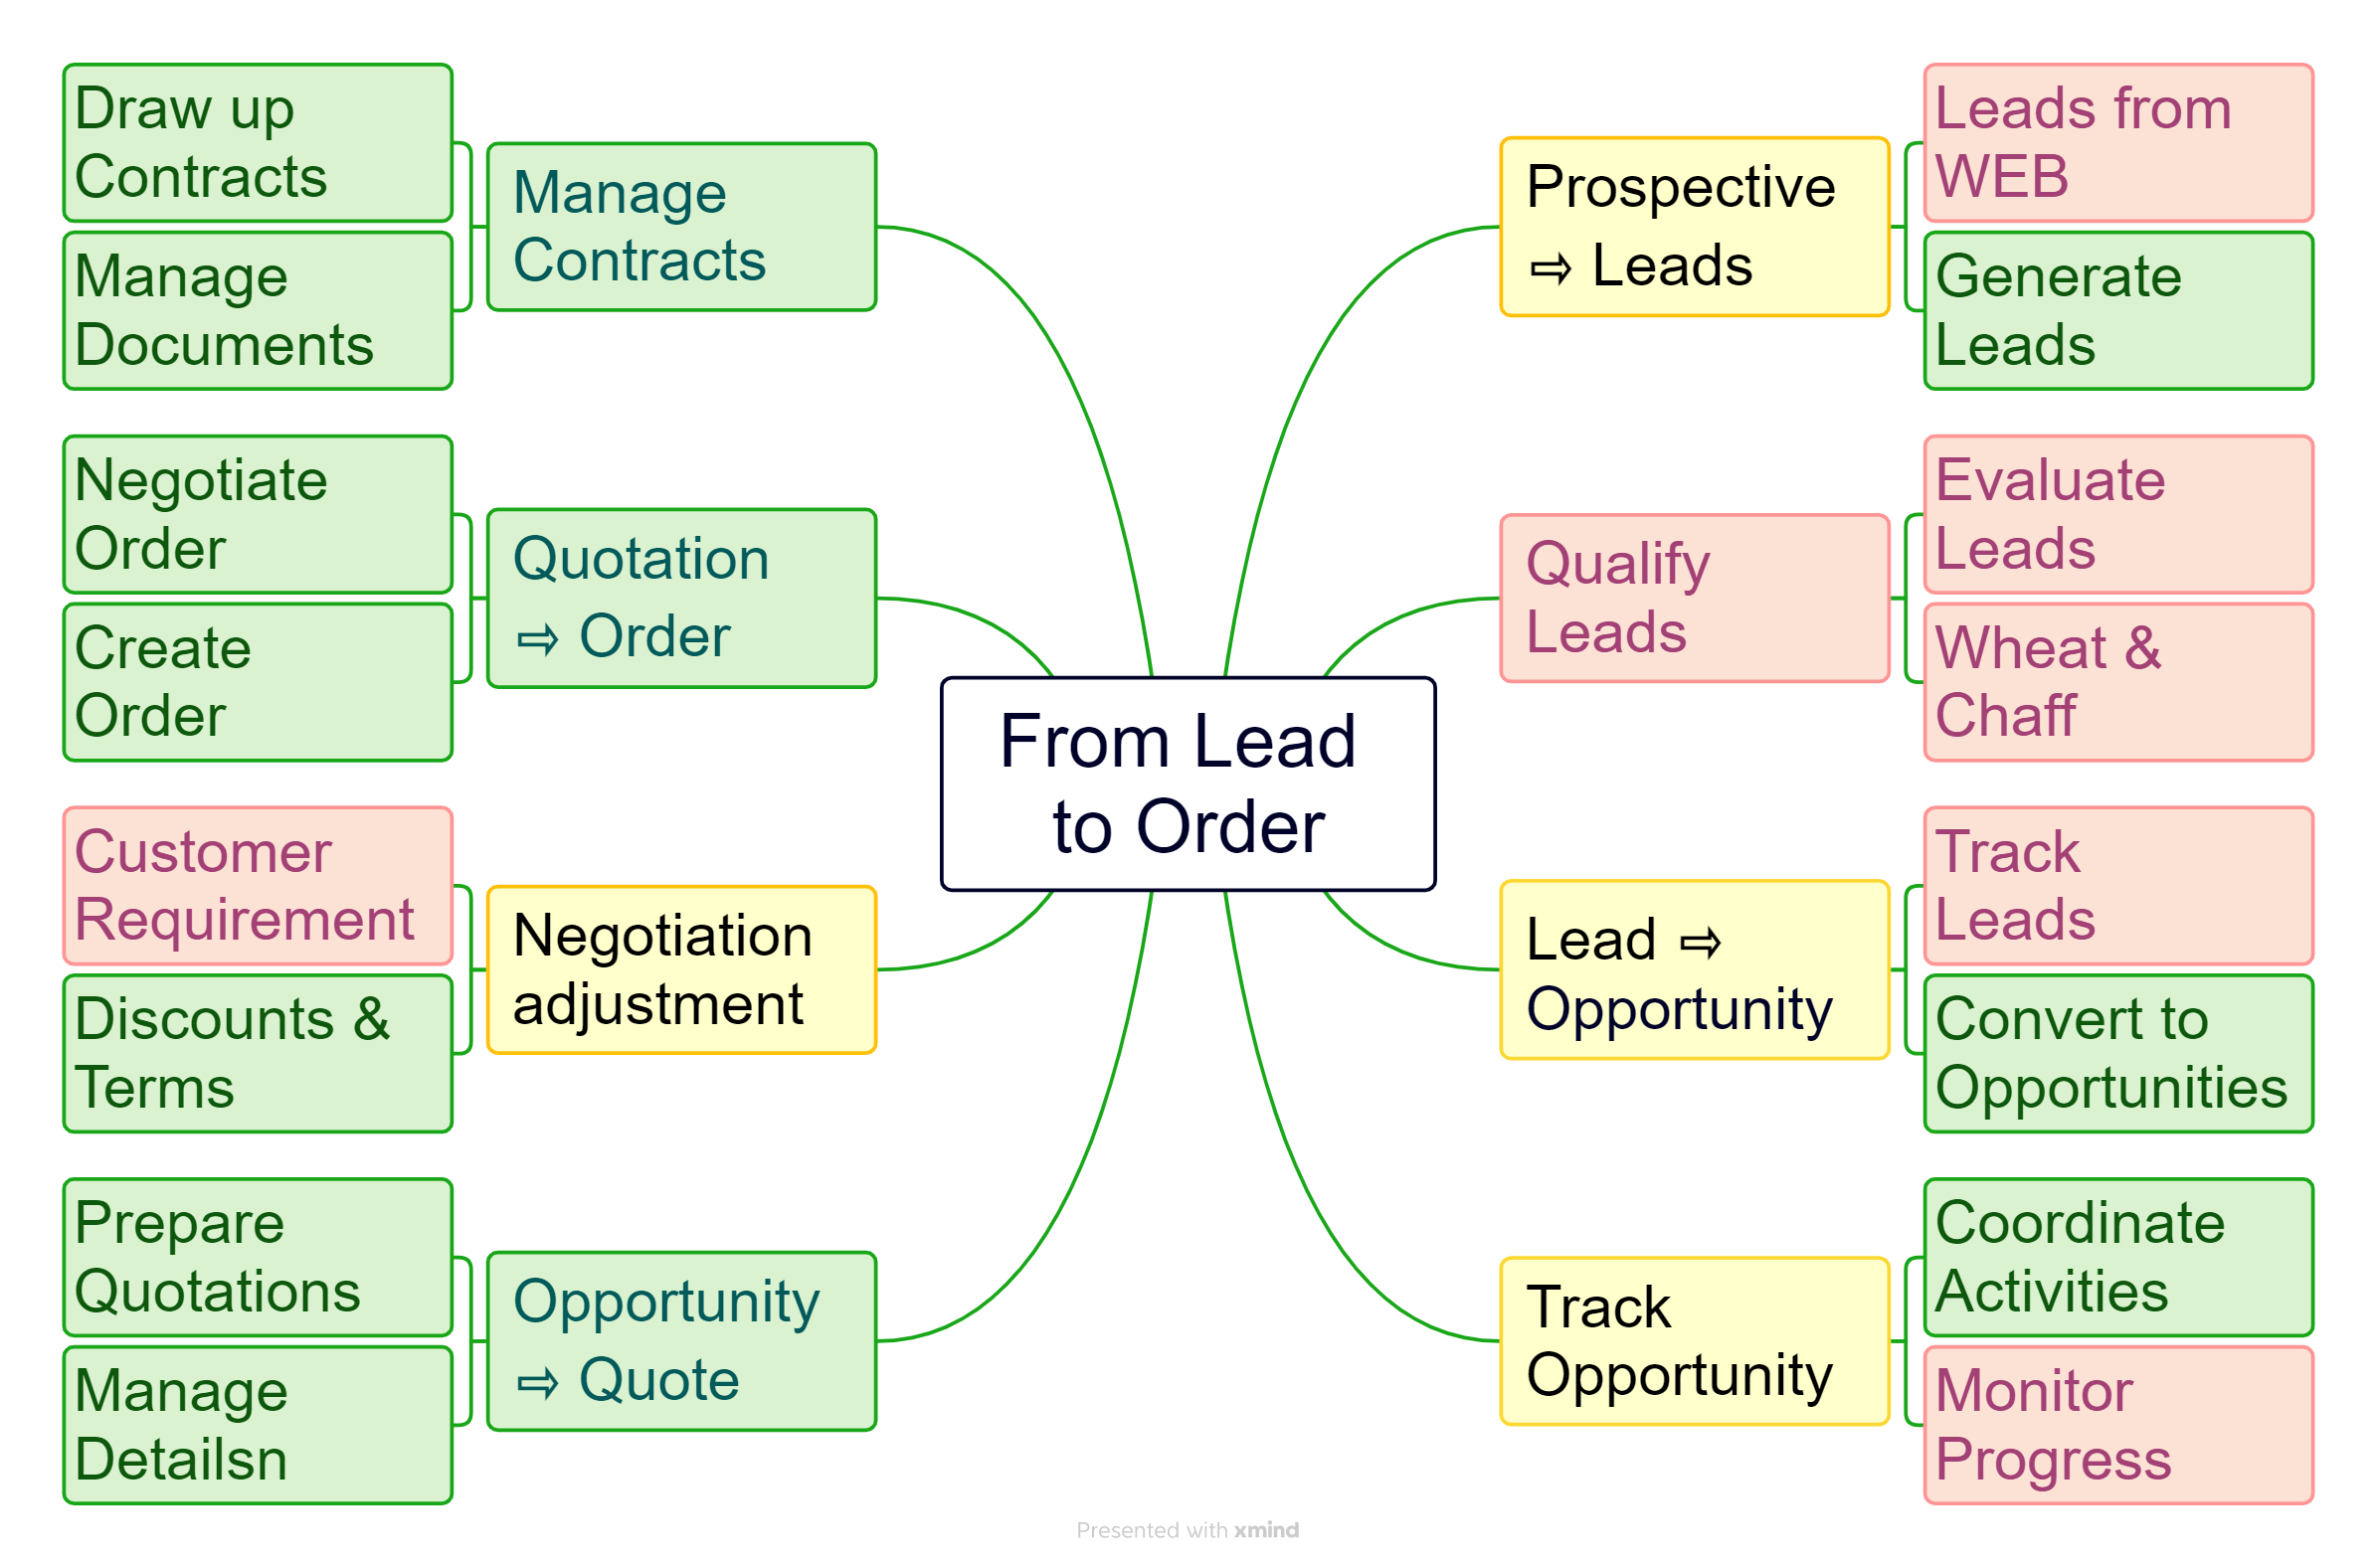 From Lead
to Order
Prospective
⇨ Leads
Leads from
WEB
Generate
Leads
Qualify
Leads
Evaluate
Leads
Wheat &
Chaff
Lead ⇨
Opportunity
Track
Leads
Convert to
Opportunities
Track
Opportunity
Coordinate
Activities
Monitor
Progress
Manage
Contracts
Draw up
Contracts
Manage
Documents
Quotation
⇨ Order
Negotiate
Order
Create
Order
Negotiation
adjustment
Customer
Requirement
Discounts &
Terms
Opportunity
⇨ Quote
Prepare
Quotations
Manage
Detailsn
Presented with xmind